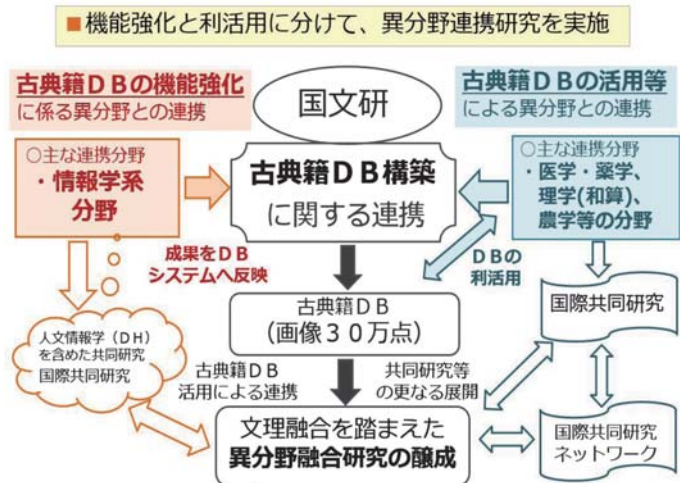 ■機能強化と利活用に分けて、異分野連携研究を実施
古典籍DBの機能強化
に係る異分野との連携
国文研
古典籍DBの活用等
による異分野との連携
○主な連携分野
・情報学系
分野
古典籍DB構築
に関する連携
○主な連携分野
・医学・薬学、
理学(和算)、
農学等の分野
成果をDB
システムへ反映
DBの
利活用
古典籍DB
(画像30万点)
国際共同研究
人文情報学(DH)
を含めた共同研究
国際共同研究
古典籍DB
活用による連携
共同研究等
の更なる展開
文理融合を踏まえた
異分野融合研究の醸成
国際共同研究
ネットワーク